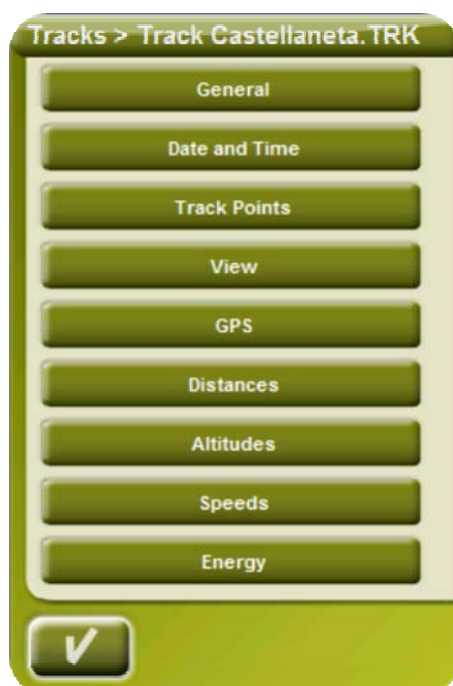 Tracks > Track Castellaneta.TRK
General
Date and Time
Track Points
View
GPS
Distances
Altitudes
Speeds
Energy